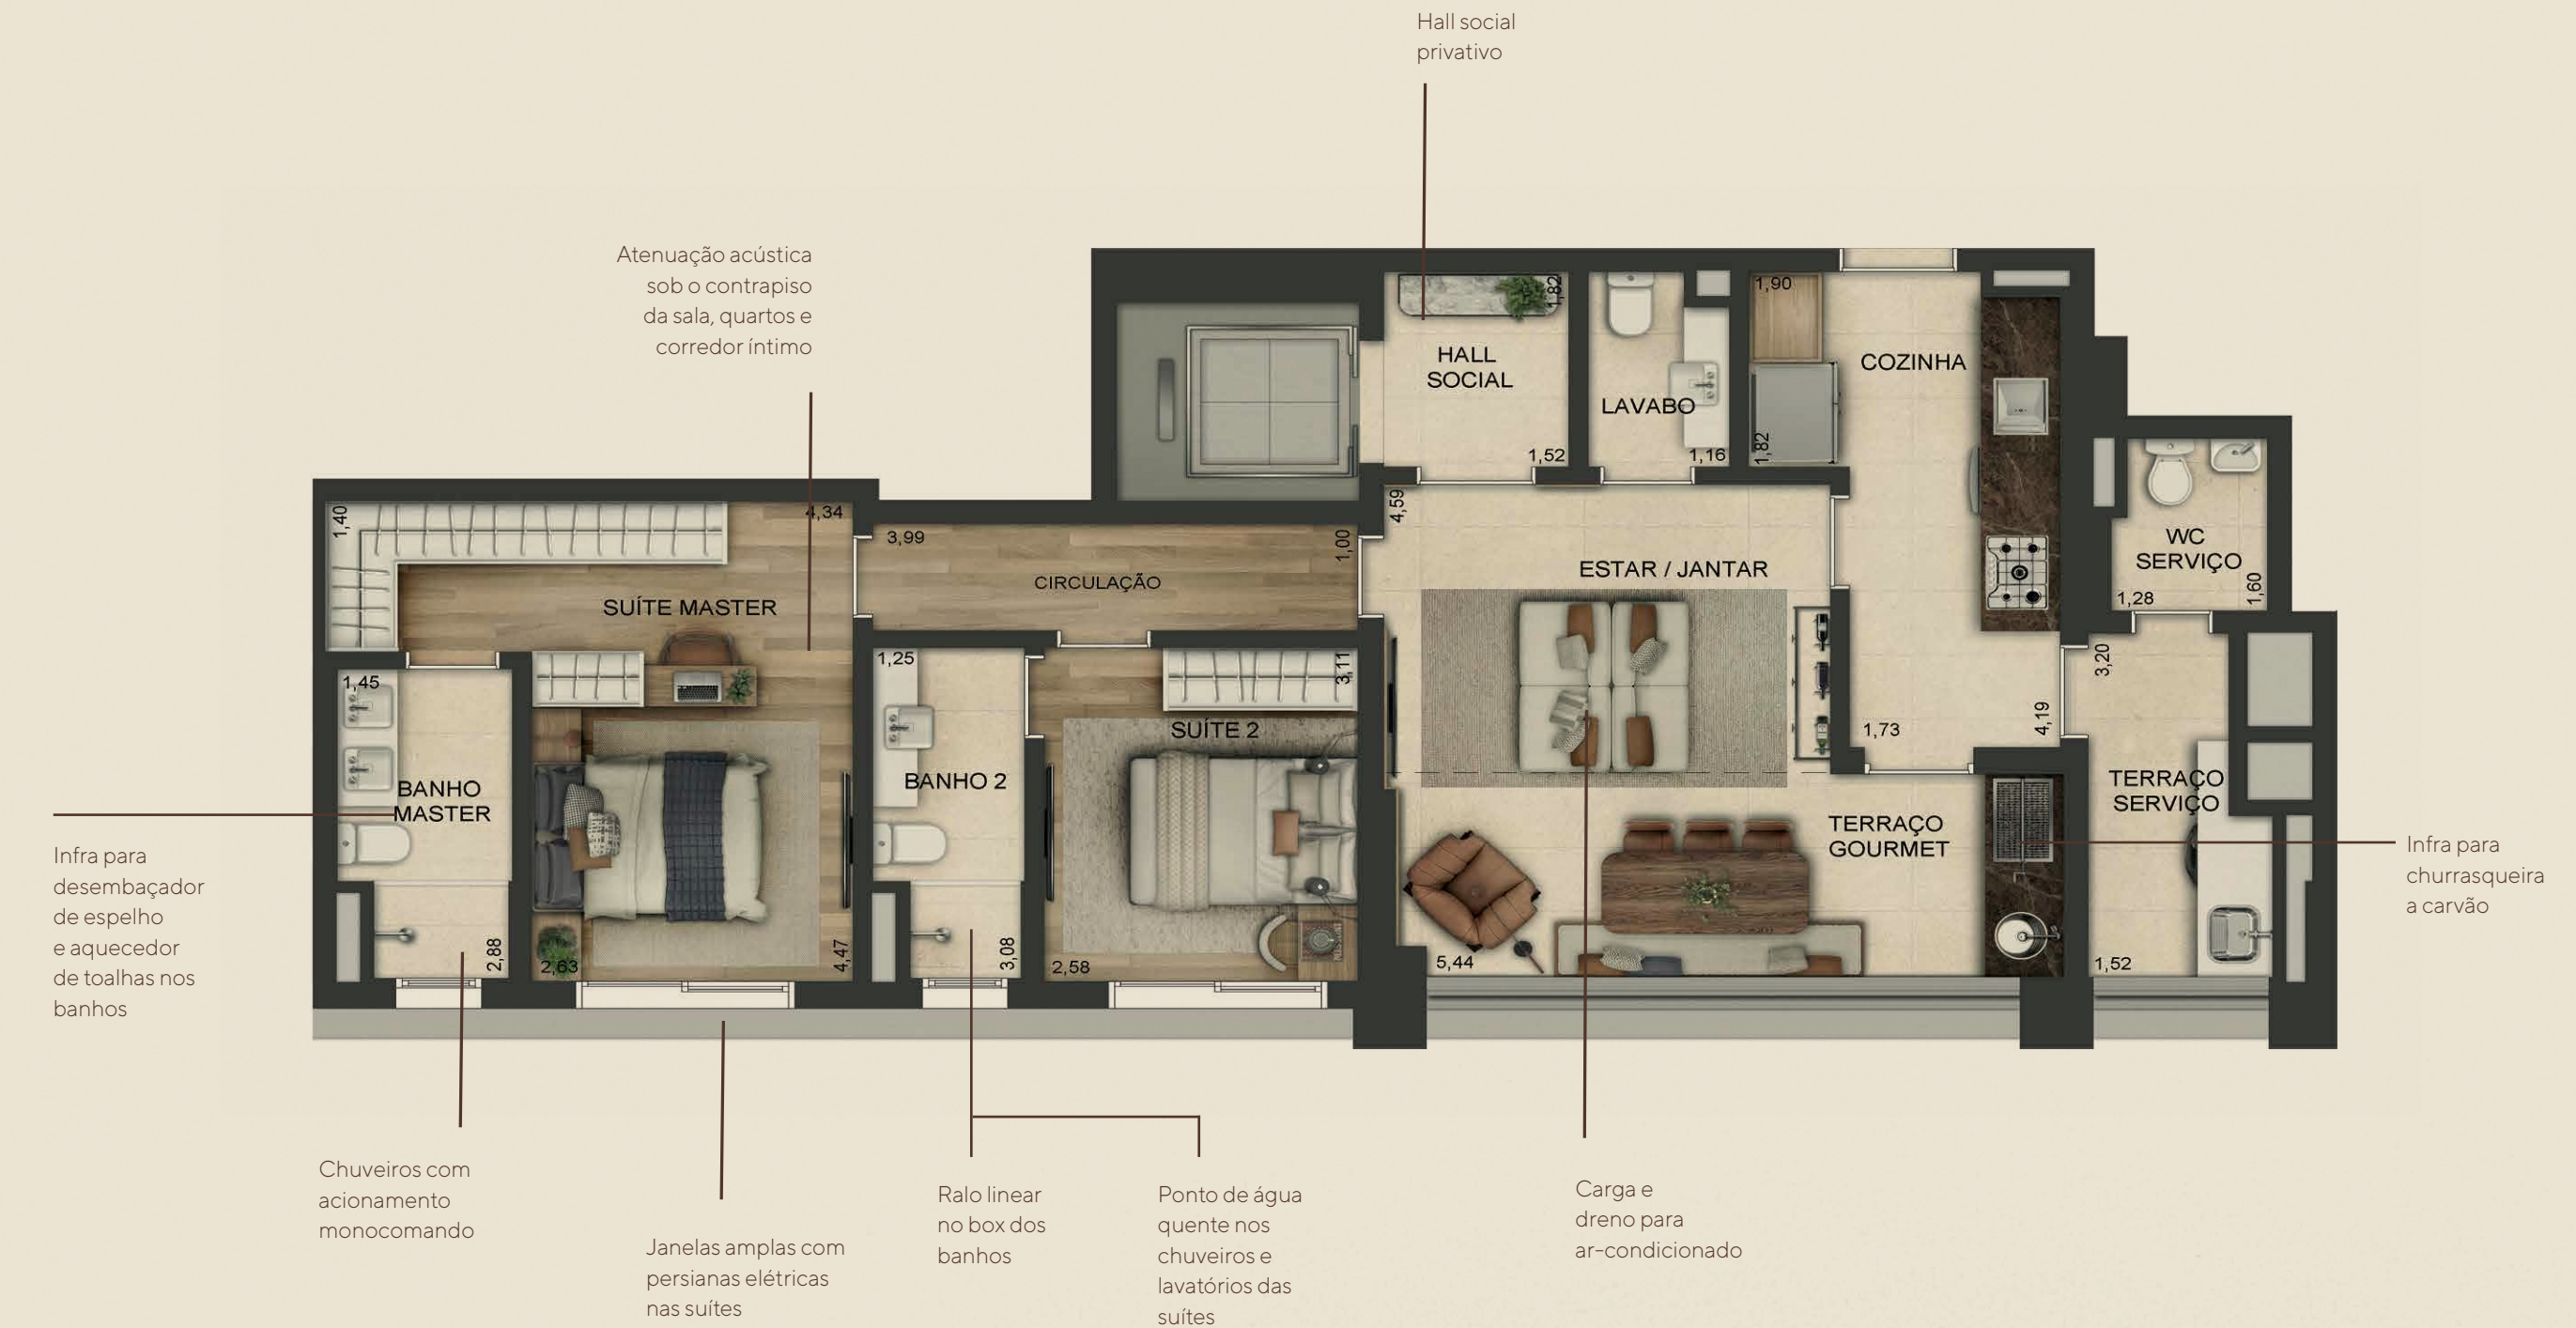 Hall social
privativo
Atenuação acústica
sob o contrapiso
da sala, quartos e
corredor íntimo
HALL
SOCIAL
1,82
1,52
LAVABO
1,16
1,90
1,82
COZINHA
1,73
4,19
WC
SERVIÇO
1,28
1,60
1,40
4,34
SUÍTE MASTER
2,63
4,47
3,99
1,00
CIRCULAÇÃO
4,59
ESTAR / JANTAR
1,45
BANHO
MASTER
2,88
1,25
BANHO 2
3,08
3,11
SUÍTE 2
2,58
TERRAÇO
GOURMET
5,44
3,20
TERRAÇO
SERVIÇO
1,52
Infra para
desembaçador
de espelho
e aquecedor
de toalhas nos
banhos
Infra para
churrasqueira
a carvão
Chuveiros com
acionamento
monocomando
Janelas amplas com
persianas elétricas
nas suítes
Ralo linear
no box dos
banhos
Ponto de água
quente nos
chuveiros e
lavatórios das
suítes
Carga e
dreno para
ar-condicionado